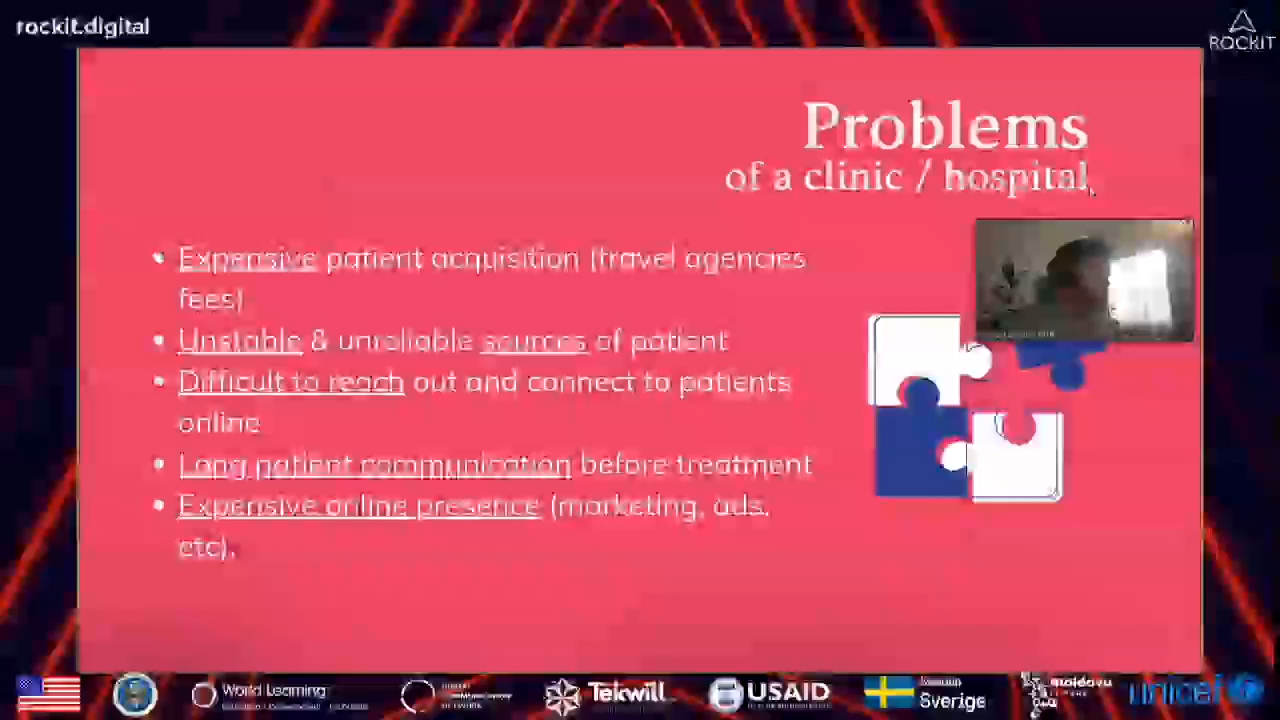 rockit.digital
ROCKIT
Problems
of a clinic / hospital
Expensive patient acquisition (travel agencies
fees)
Unstable & unreliable sources of patient
Difficult to reach out and connect to patients
online
Long patient communication before treatment
Expensive online presence (marketing, ads,
etc).
World Learning
Tekwill
USAID
Sverige
moldova
unicef